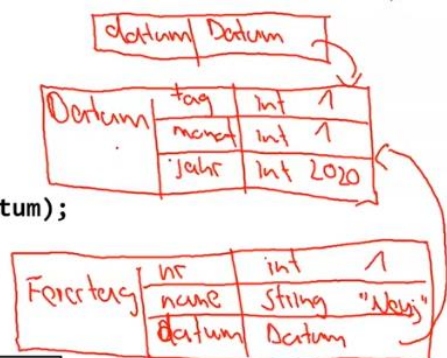 datum Datum
Datum tag int 1
monat int 1
jahr int 2020
tum);
Feiertag nr int 1
name string "Neuj"
datum Datum